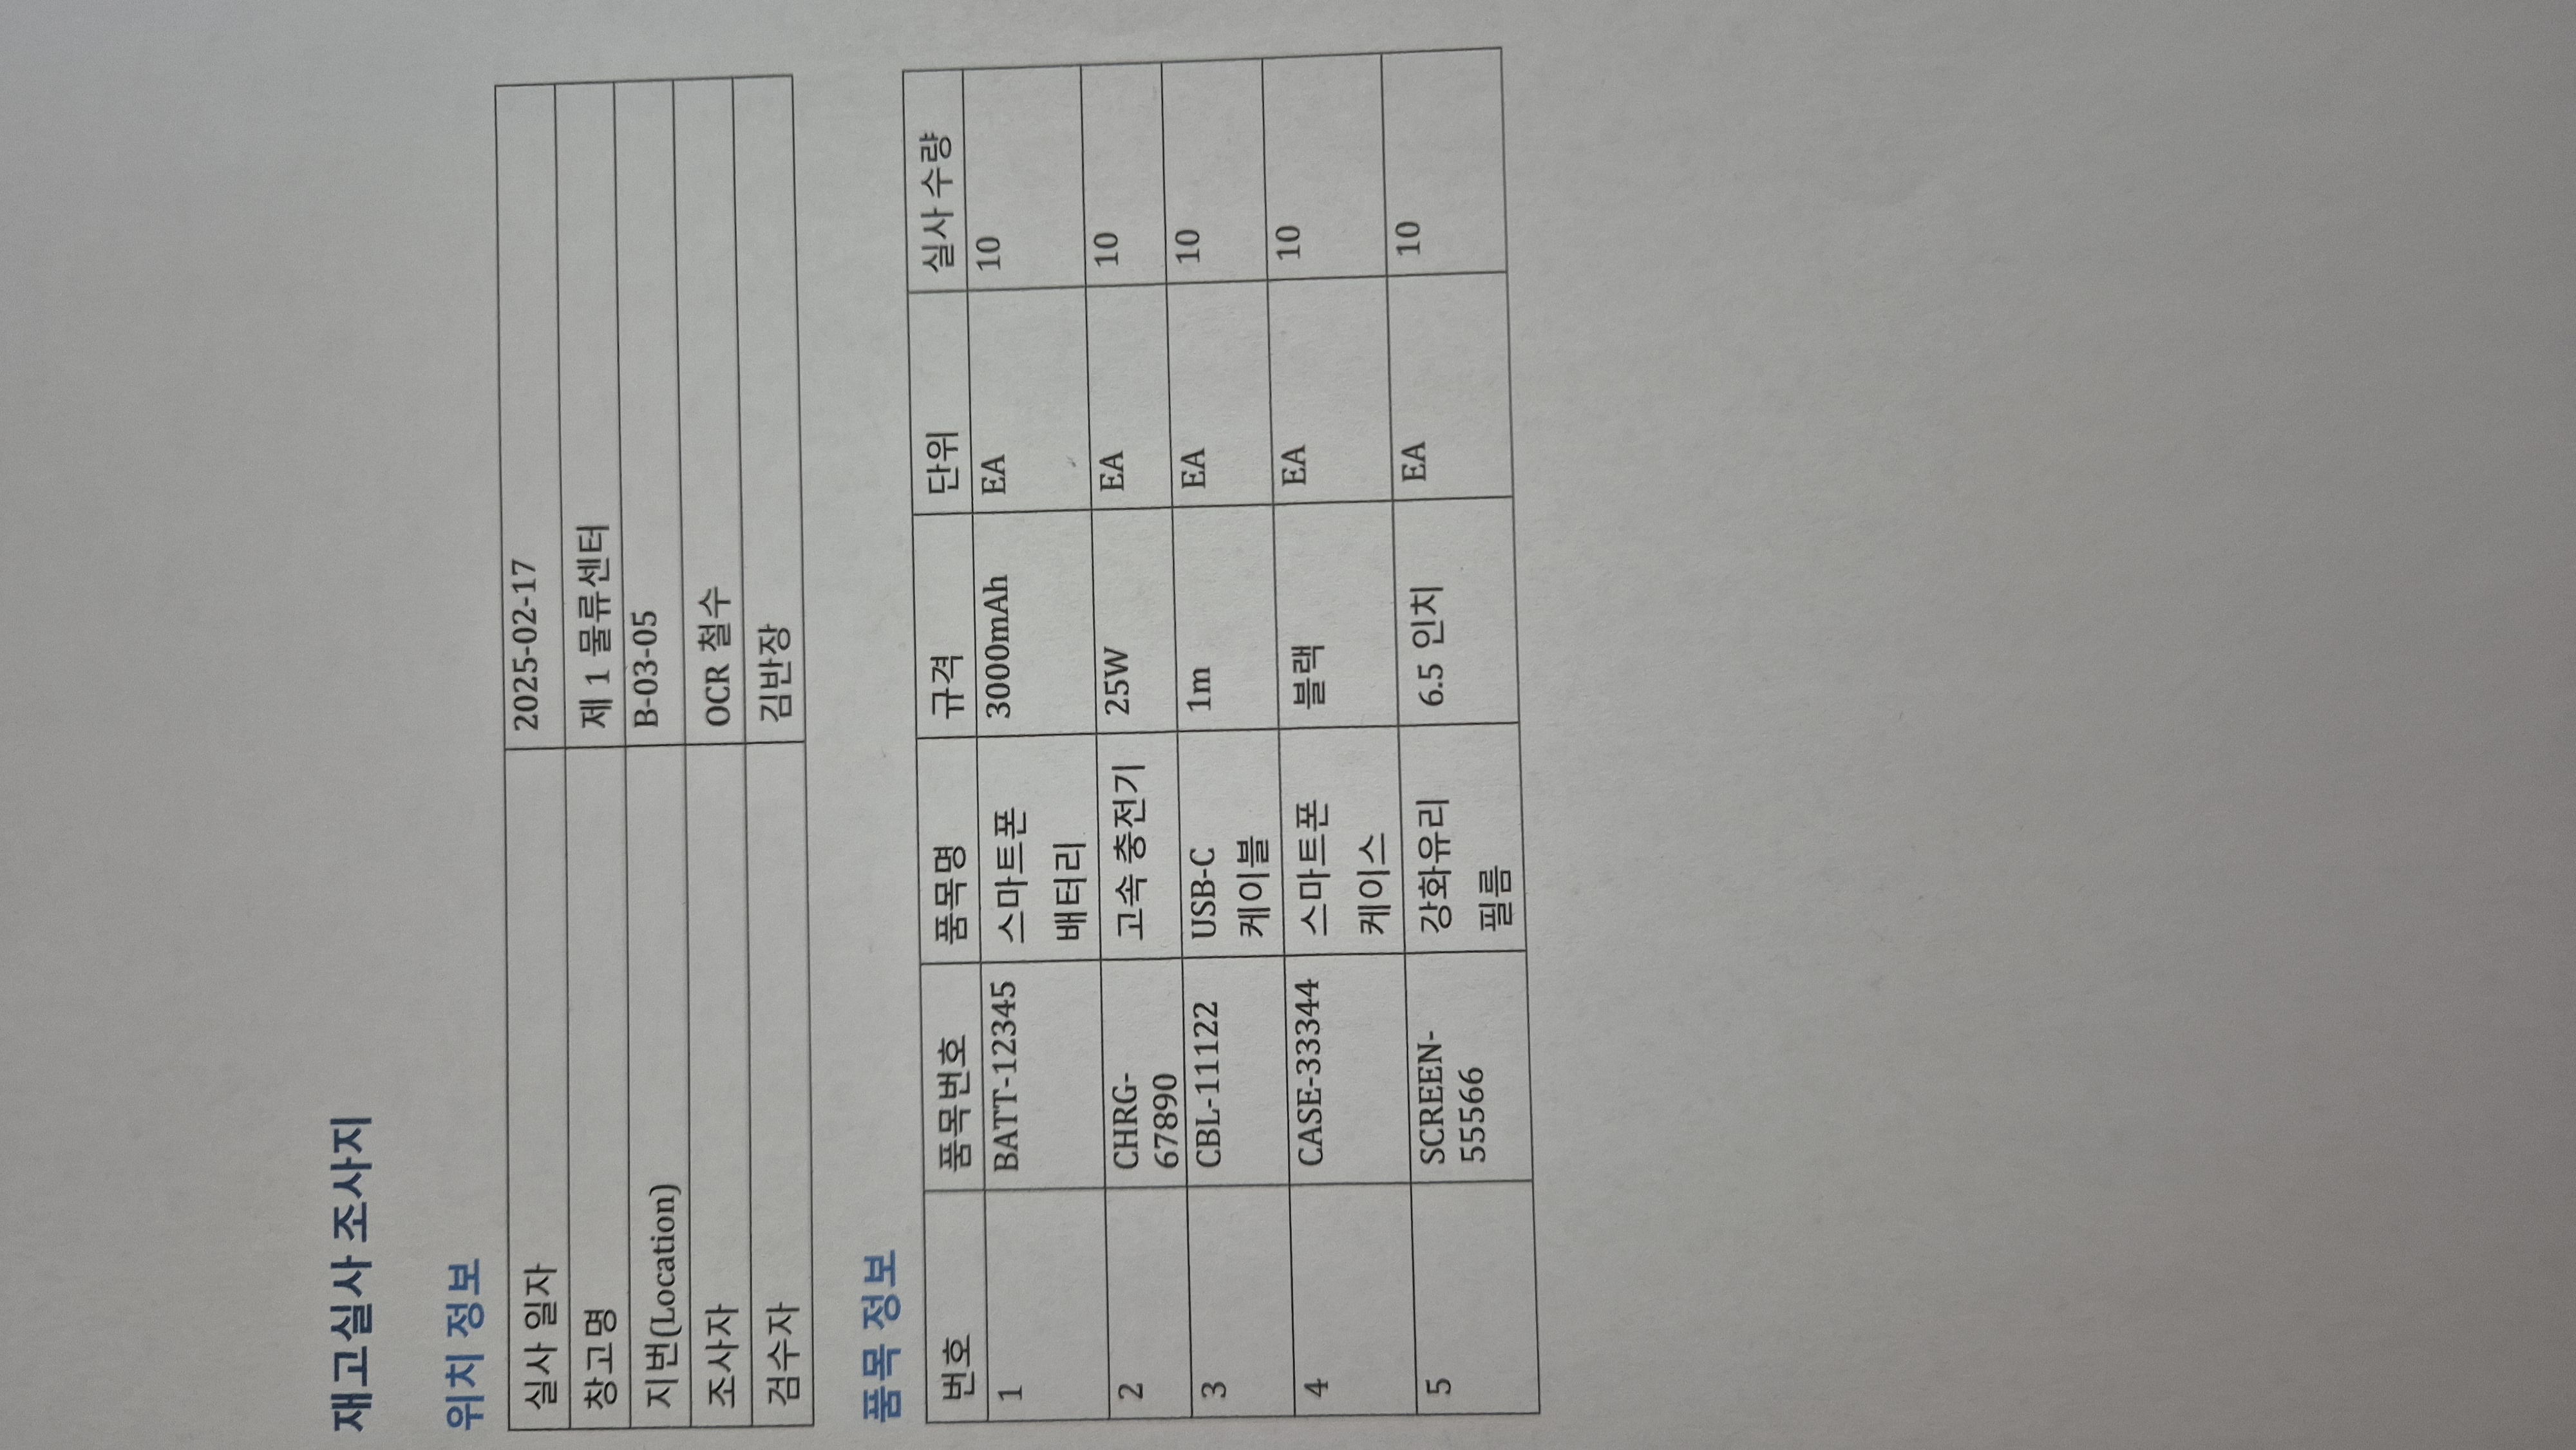 재고실사 조사지
위치 정보
실사 일자 2025-02-17
창고명 제 1 물류센터
지번(Location) B-03-05
조사자 OCR 철수
검수자 김반장
품목 정보
번호 품목번호 품목명 규격 단위 실사 수량
1 BATT-12345 스마트폰 3000mAh EA 10
배터리
2 CHRG- 고속 충전기 25W EA 10
67890
3 CBL-11122 USB-C 1m EA 10
케이블
4 CASE-33344 스마트폰 블랙 EA 10
케이스
5 SCREEN- 강화유리 6.5 인치 EA 10
55566 필름